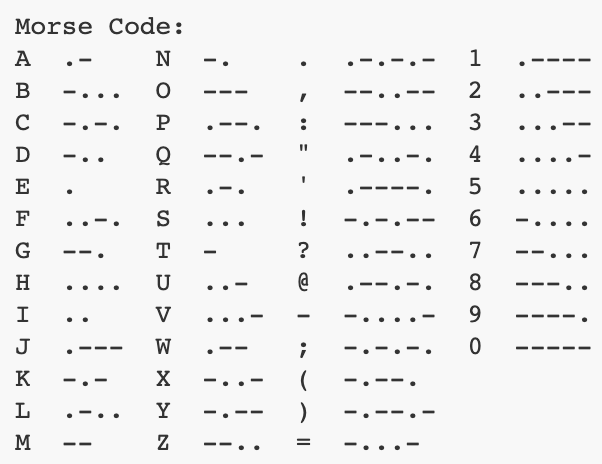 Morse Code:
A .- N -. . .-.-.- 1 .----
B -... O --- , --..-- 2 ..---
C -.-. P .--. : ---... 3 ...--
D -.. Q --.- " .-..-. 4 ....-
E . R .-. ' .----. 5 .....
F ..-. S ... ! -.-.-- 6 -....
G --. T - ? ..--.. 7 --...
H .... U ..- @ .--.-. 8 ---..
I .. V ...- - -....- 9 ----.
J .--- W .-- ; -.-.-. 0 -----
K -.- X -..- ( -.--.
L .-.. Y -.-- ) -.--.-
M -- Z --.. = -...-